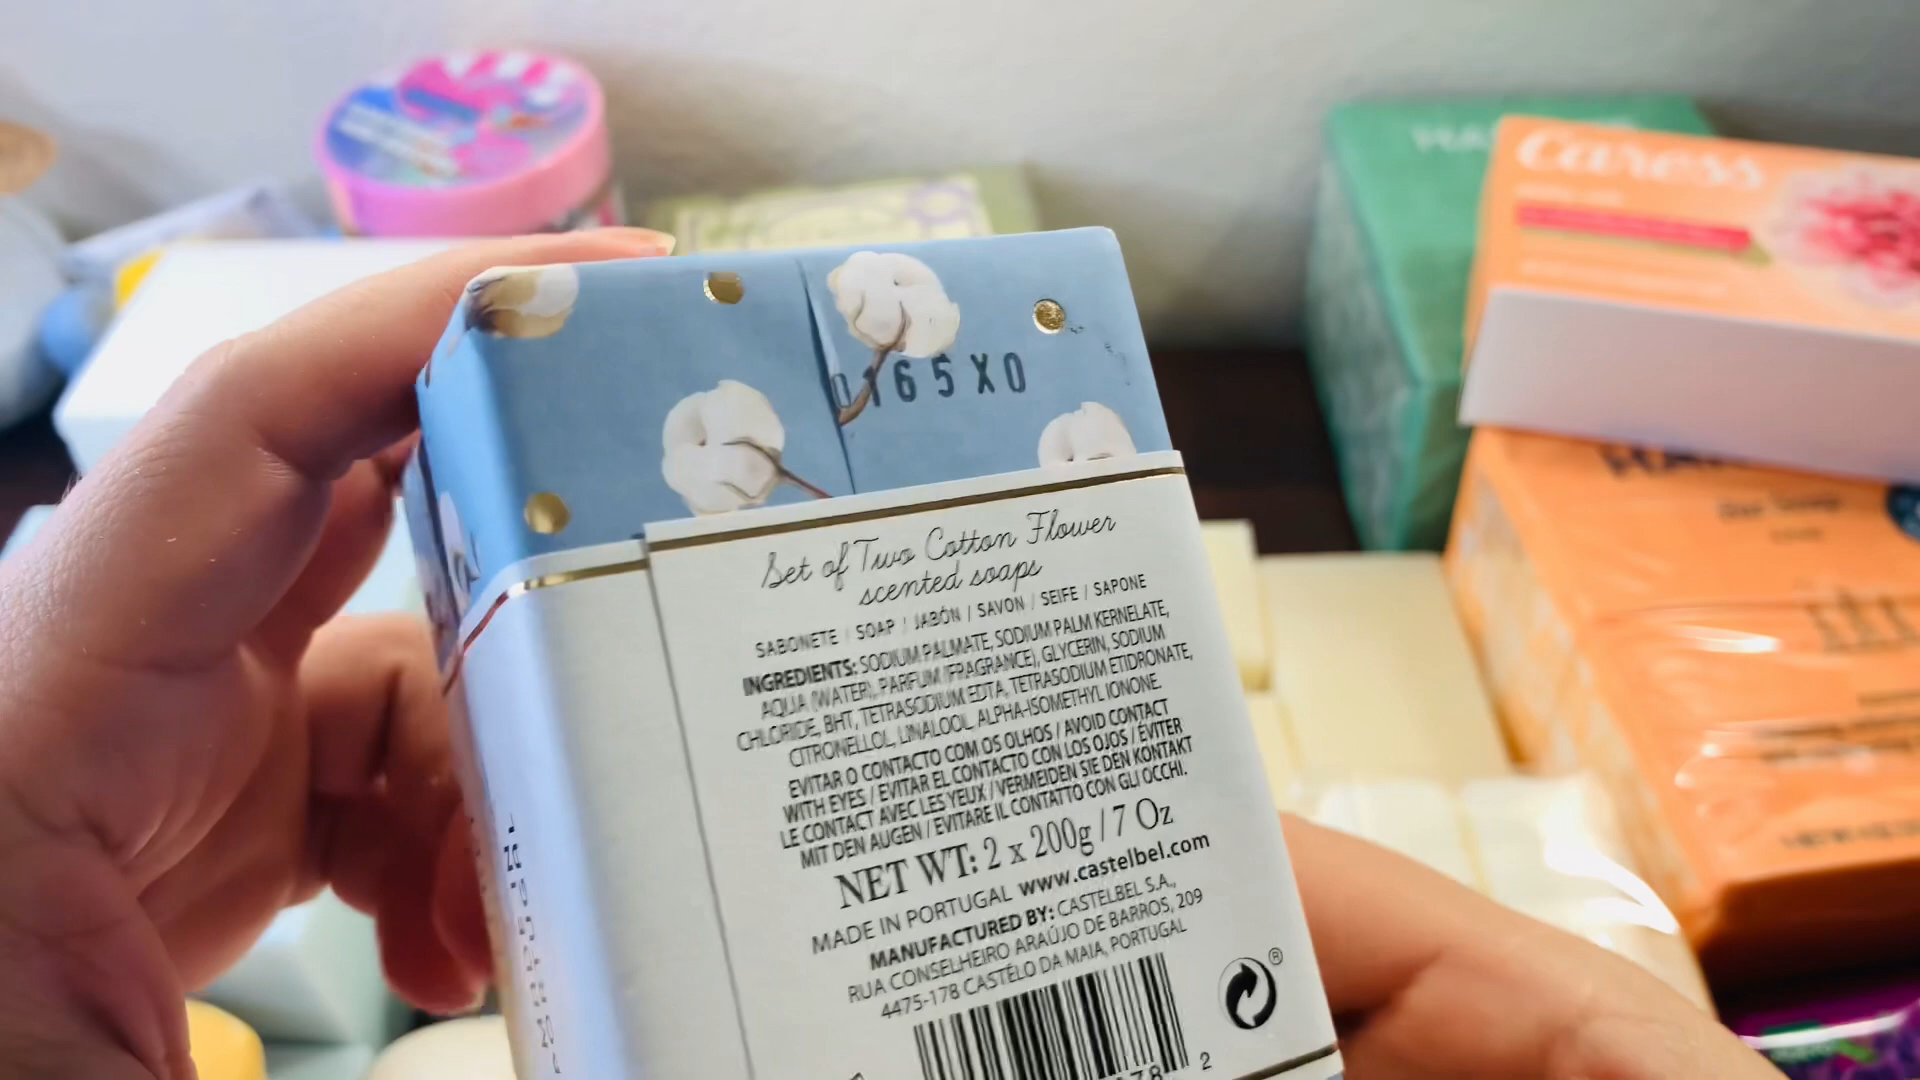 Caress
0165X0
Set of Two Cotton Flower
scented soaps
SABONETE / SOAP / JABÓN / SAVON / SEIFE / SAPONE
INGREDIENTS: SODIUM PALMATE, SODIUM PALM KERNELATE,
AQUA (WATER), PARFUM (FRAGRANCE), GLYCERIN, SODIUM
CHLORIDE, BHT, TETRASODIUM EDTA, TETRASODIUM ETIDRONATE,
CITRONELLOL, LINALOOL, ALPHA-ISOMETHYL IONONE.
EVITAR O CONTACTO COM OS OLHOS / AVOID CONTACT
WITH EYES / EVITAR EL CONTACTO CON LOS OJOS / ÉVITER
LE CONTACT AVEC LES YEUX / VERMEIDEN SIE DEN KONTAKT
MIT DEN AUGEN / EVITARE IL CONTATTO CON GLI OCCHI.
NET WT: 2 x 200g / 7 Oz
MADE IN PORTUGAL www.castelbel.com
MANUFACTURED BY: CASTELBEL S.A.,
RUA CONSELHEIRO ARAÚJO DE BARROS, 209
4475-178 CASTÊLO DA MAIA, PORTUGAL
®
78 2